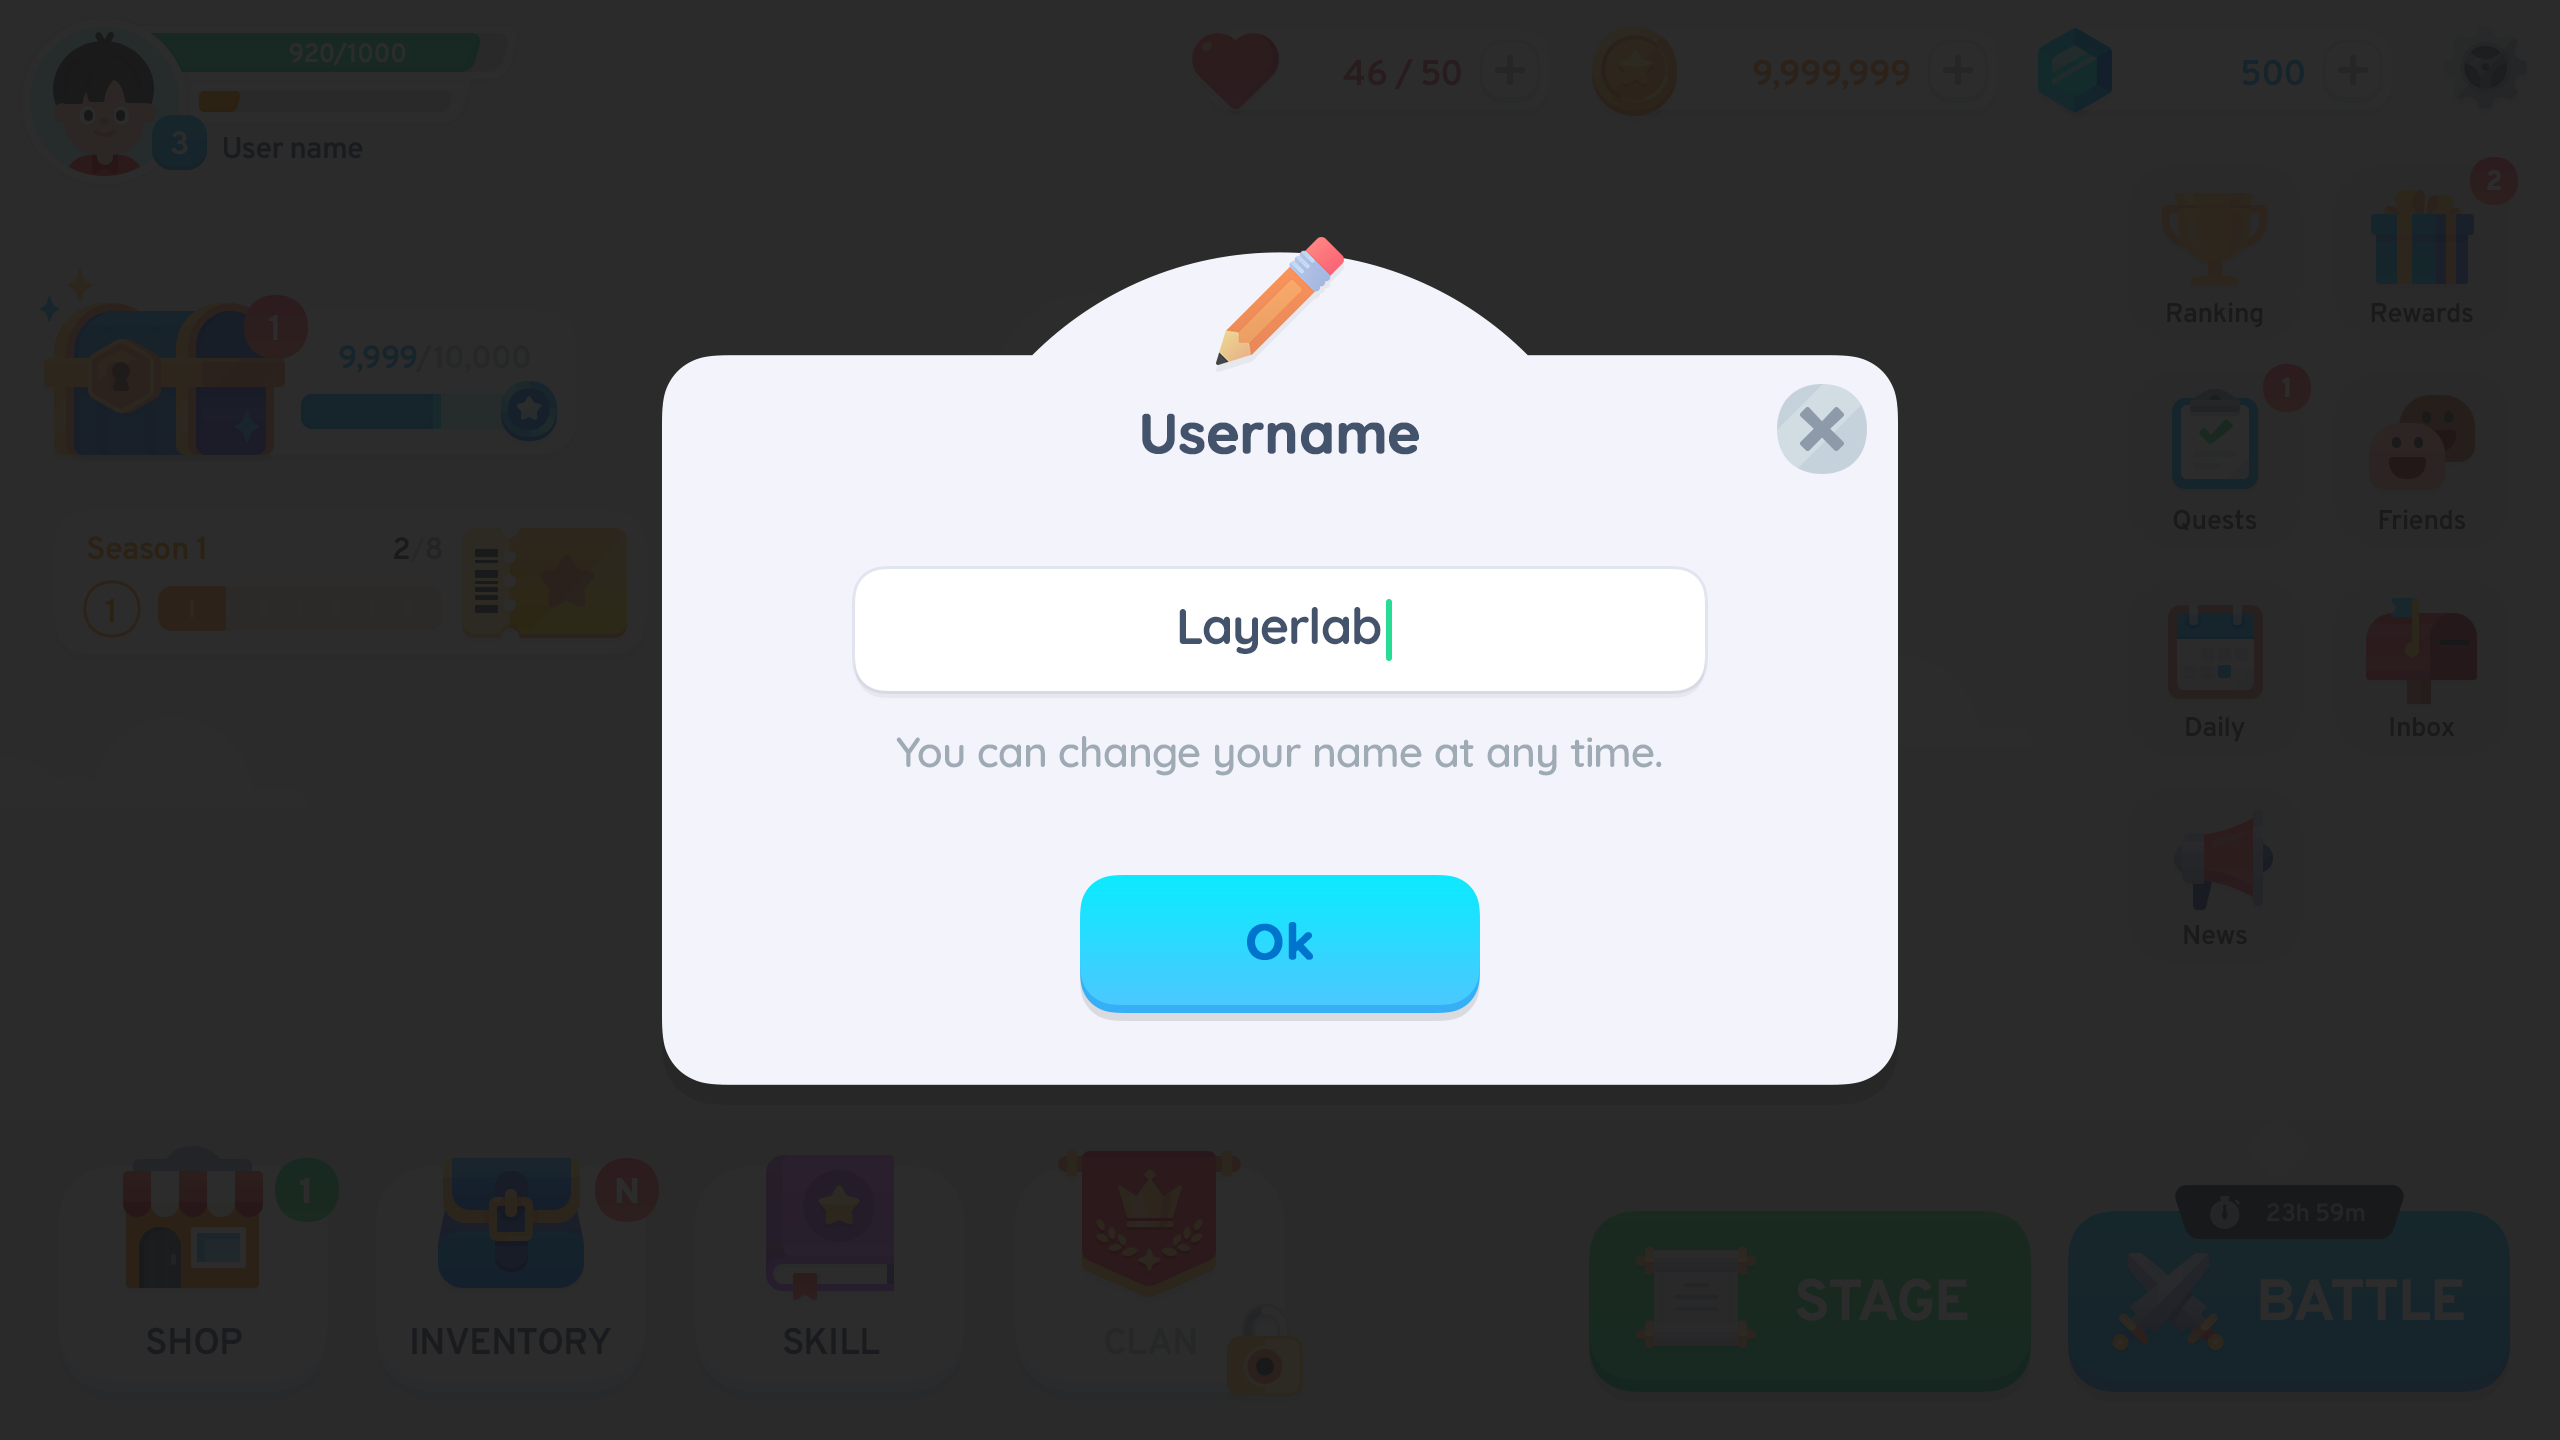 920/1000
3
User name
46 / 50
9,999,999
500
1
9,999/10,000
Season 1
2/8
1
1
Ranking
2
Rewards
1
Quests
Friends
Daily
Inbox
News
Username
Layerlab
You can change your name at any time.
Ok
1
SHOP
N
INVENTORY
SKILL
CLAN
STAGE
23h 59m
BATTLE